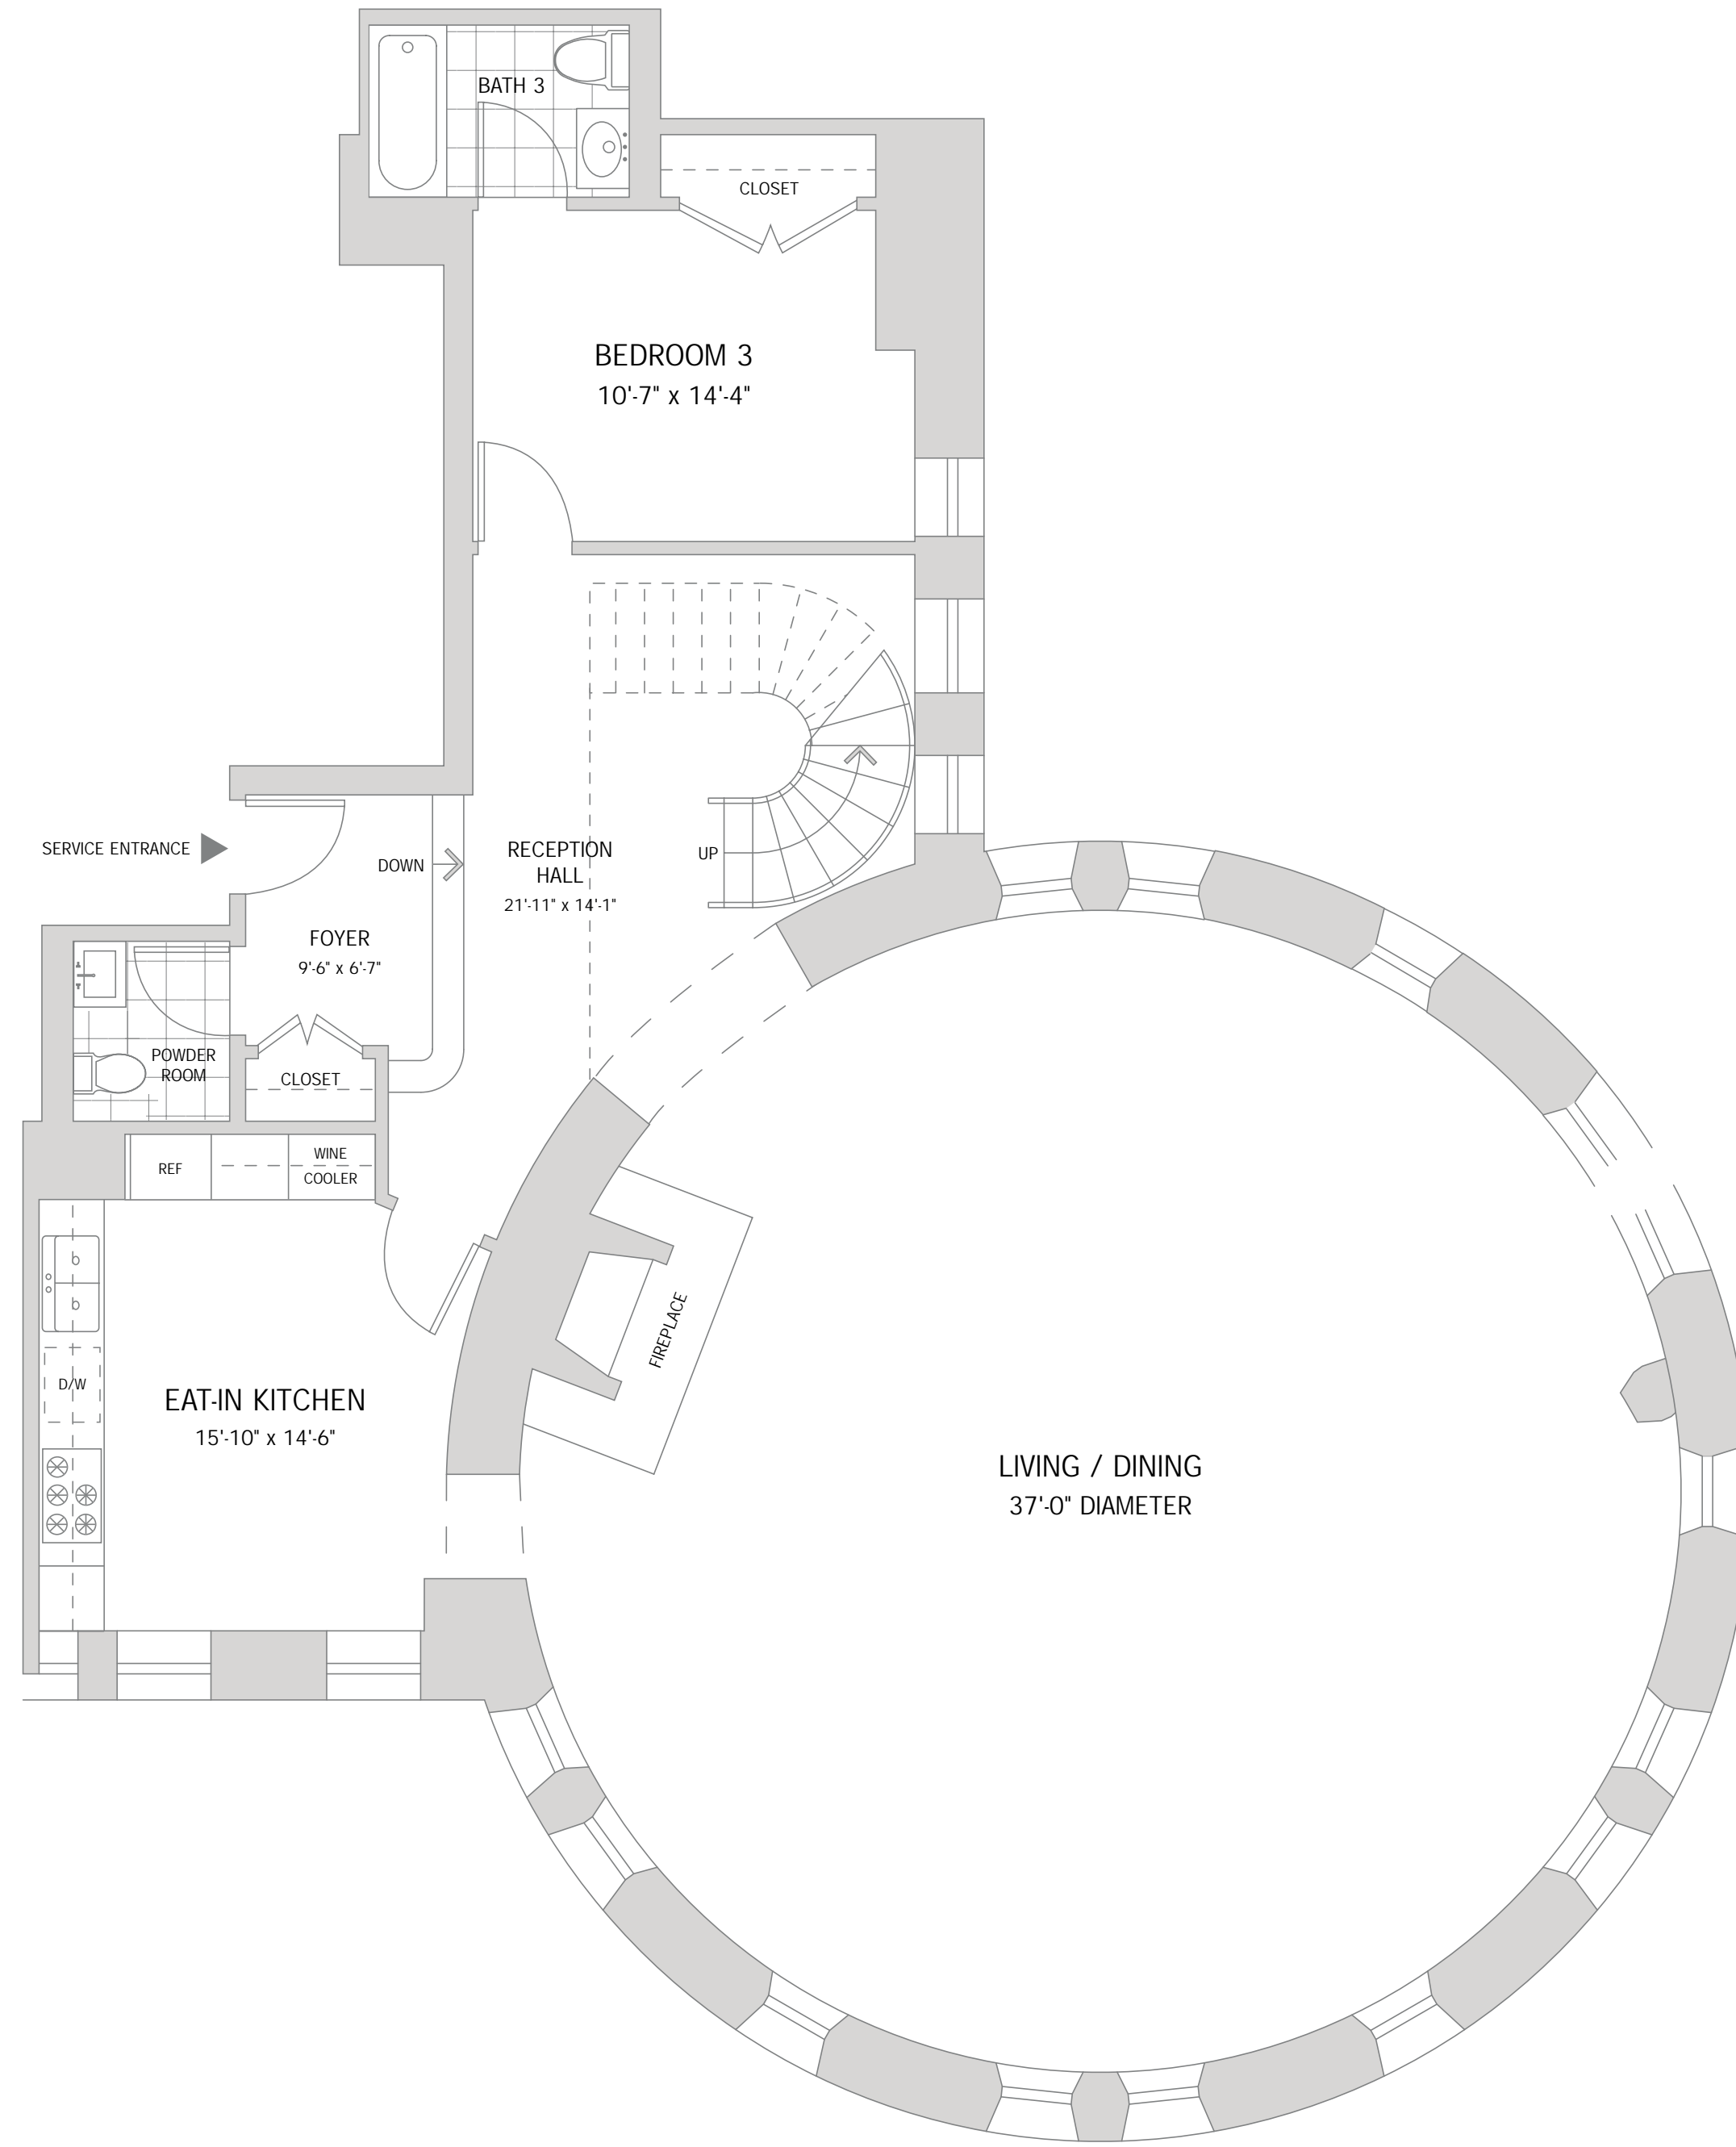 BATH 3
CLOSET
BEDROOM 3
10'-7" x 14'-4"
SERVICE ENTRANCE
DOWN
RECEPTION
HALL
21'-11" x 14'-1"
UP
FOYER
9'-6" x 6'-7"
POWDER
ROOM
CLOSET
REF
WINE
COOLER
FIREPLACE
D/W
EAT-IN KITCHEN
15'-10" x 14'-6"
LIVING / DINING
37'-0" DIAMETER